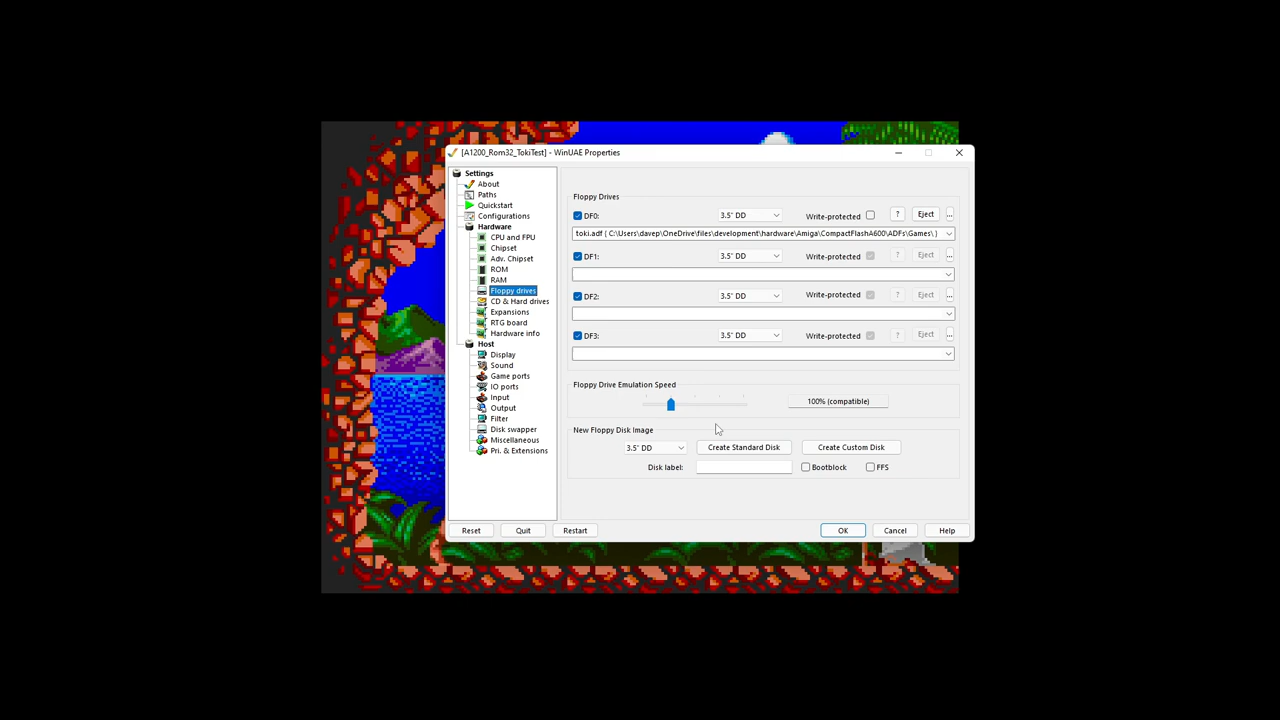 [A1200_Rom32_TokiTest] - WinUAE Properties
Settings
About
Paths
Quickstart
Configurations
Hardware
CPU and FPU
Chipset
Adv. Chipset
ROM
RAM
Floppy drives
CD & Hard drives
Expansions
RTG board
Hardware info
Host
Display
Sound
Game ports
IO ports
Input
Output
Filter
Disk swapper
Miscellaneous
Pri. & Extensions
Floppy Drives
DF0: 3.5" DD Write-protected ? Eject ...
toki.adf { C:\Users\davep\OneDrive\files\development\hardware\Amiga\CompactFlashA600\ADFs\Games\ }
DF1: 3.5" DD Write-protected ? Eject ...
DF2: 3.5" DD Write-protected ? Eject ...
DF3: 3.5" DD Write-protected ? Eject ...
Floppy Drive Emulation Speed
100% (compatible)
New Floppy Disk Image
3.5" DD Create Standard Disk Create Custom Disk
Disk label: Bootblock FFS
Reset Quit Restart OK Cancel Help